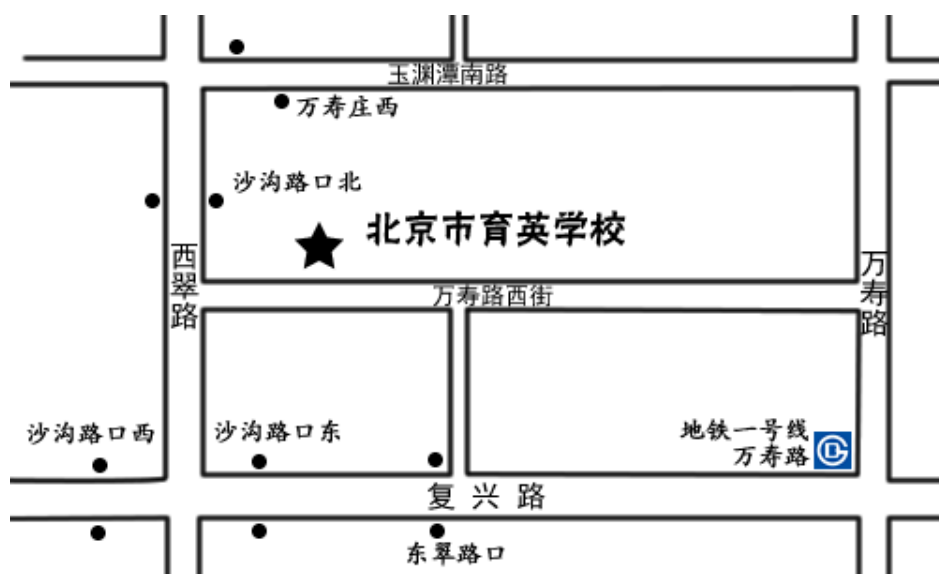 玉渊潭南路
万寿庄西
沙沟路口北
北京市育英学校
西翠路
万寿路
万寿路西街
沙沟路口西
沙沟路口东
地铁一号线
万寿路
复兴路
东翠路口